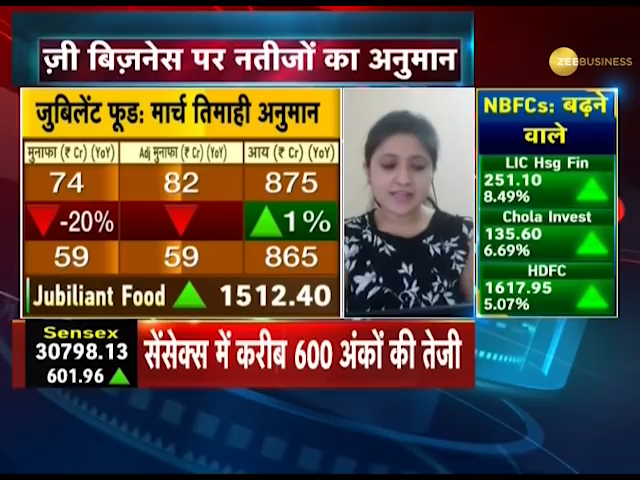 ज़ी बिज़नेस पर नतीजों का अनुमान
ZEEBUSINESS
जुबिलेंट फूड: मार्च तिमाही अनुमान
मुनाफा (₹ Cr) (YoY) Adj मुनाफा (₹ Cr) (YoY) आय (₹ Cr) (YoY)
74 82 875
-20% 1%
59 59 865
Jubiliant Food 1512.40
NBFCs: बढ़ने
वाले
LIC Hsg Fin
251.10
8.49%
Chola Invest
135.60
6.69%
HDFC
1617.95
5.07%
Sensex
30798.13
601.96
सेंसेक्स में करीब 600 अंकों की तेजी